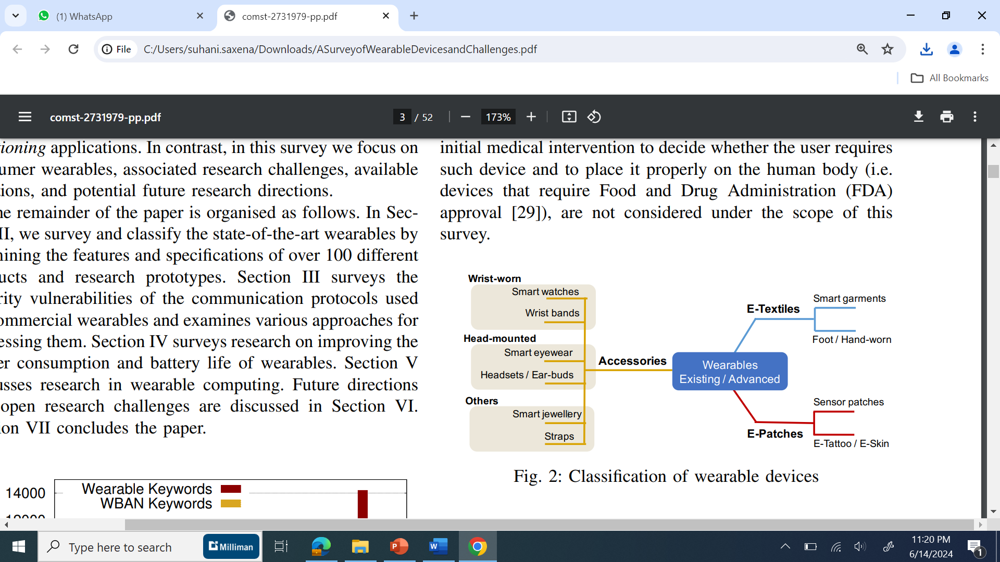 (1) WhatsApp
comst-2731979-pp.pdf
File
C:/Users/suhani.saxena/Downloads/ASurveyofWearableDevicesandChallenges.pdf
All Bookmarks
comst-2731979-pp.pdf
3 / 52
173%
tioning applications. In contrast, in this survey we focus on
umer wearables, associated research challenges, available
ions, and potential future research directions.
he remainder of the paper is organised as follows. In Sec-
II, we survey and classify the state-of-the-art wearables by
ining the features and specifications of over 100 different
ucts and research prototypes. Section III surveys the
rity vulnerabilities of the communication protocols used
ommercial wearables and examines various approaches for
essing them. Section IV surveys research on improving the
er consumption and battery life of wearables. Section V
usses research in wearable computing. Future directions
open research challenges are discussed in Section VI.
ion VII concludes the paper.
14000
Wearable Keywords
WBAN Keywords
12000
initial medical intervention to decide whether the user requires
such device and to place it properly on the human body (i.e.
devices that require Food and Drug Administration (FDA)
approval [29]), are not considered under the scope of this
survey.
Wrist-worn
Smart watches
Wrist bands
Head-mounted
Smart eyewear
Headsets / Ear-buds
Others
Smart jewellery
Straps
Accessories
Wearables
Existing / Advanced
E-Textiles
Smart garments
Foot / Hand-worn
Sensor patches
E-Patches
E-Tattoo / E-Skin
Fig. 2: Classification of wearable devices
Type here to search
Milliman
11:20 PM
6/14/2024
1